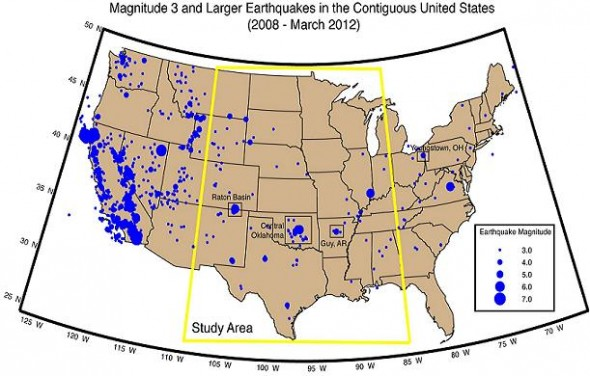 Magnitude 3 and Larger Earthquakes in the Contiguous United States
(2008 - March 2012)
50 N
45 N
40 N
35 N
30 N
25 N
Youngstown, OH
Raton Basin
Central
Oklahoma
Guy, AR
Earthquake Magnitude
3.0
4.0
5.0
6.0
7.0
Study Area
125 W
120 W
115 W
110 W
105 W
100 W
95 W
90 W
85 W
80 W
75 W
70 W